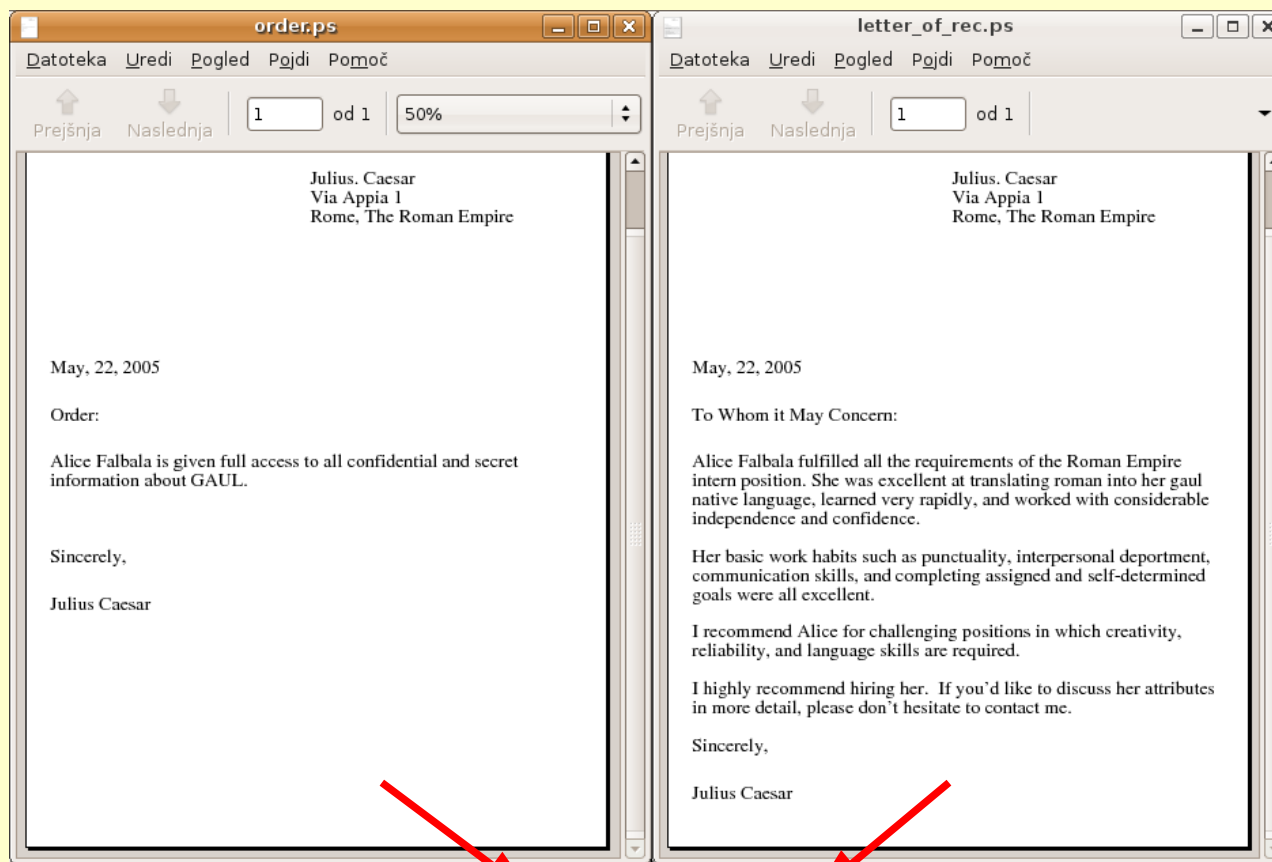 order.ps
Datoteka Uredi Pogled Pojdi Pomoč
Prejšnja Naslednja 1 od 1 50%
Julius. Caesar
Via Appia 1
Rome, The Roman Empire
May, 22, 2005
Order:
Alice Falbala is given full access to all confidential and secret
information about GAUL.
Sincerely,
Julius Caesar
letter_of_rec.ps
Datoteka Uredi Pogled Pojdi Pomoč
Prejšnja Naslednja 1 od 1
Julius. Caesar
Via Appia 1
Rome, The Roman Empire
May, 22, 2005
To Whom it May Concern:
Alice Falbala fulfilled all the requirements of the Roman Empire
intern position. She was excellent at translating roman into her gaul
native language, learned very rapidly, and worked with considerable
independence and confidence.
Her basic work habits such as punctuality, interpersonal deportment,
communication skills, and completing assigned and self-determined
goals were all excellent.
I recommend Alice for challenging positions in which creativity,
reliability, and language skills are required.
I highly recommend hiring her.  If you'd like to discuss her attributes
in more detail, please don't hesitate to contact me.
Sincerely,
Julius Caesar